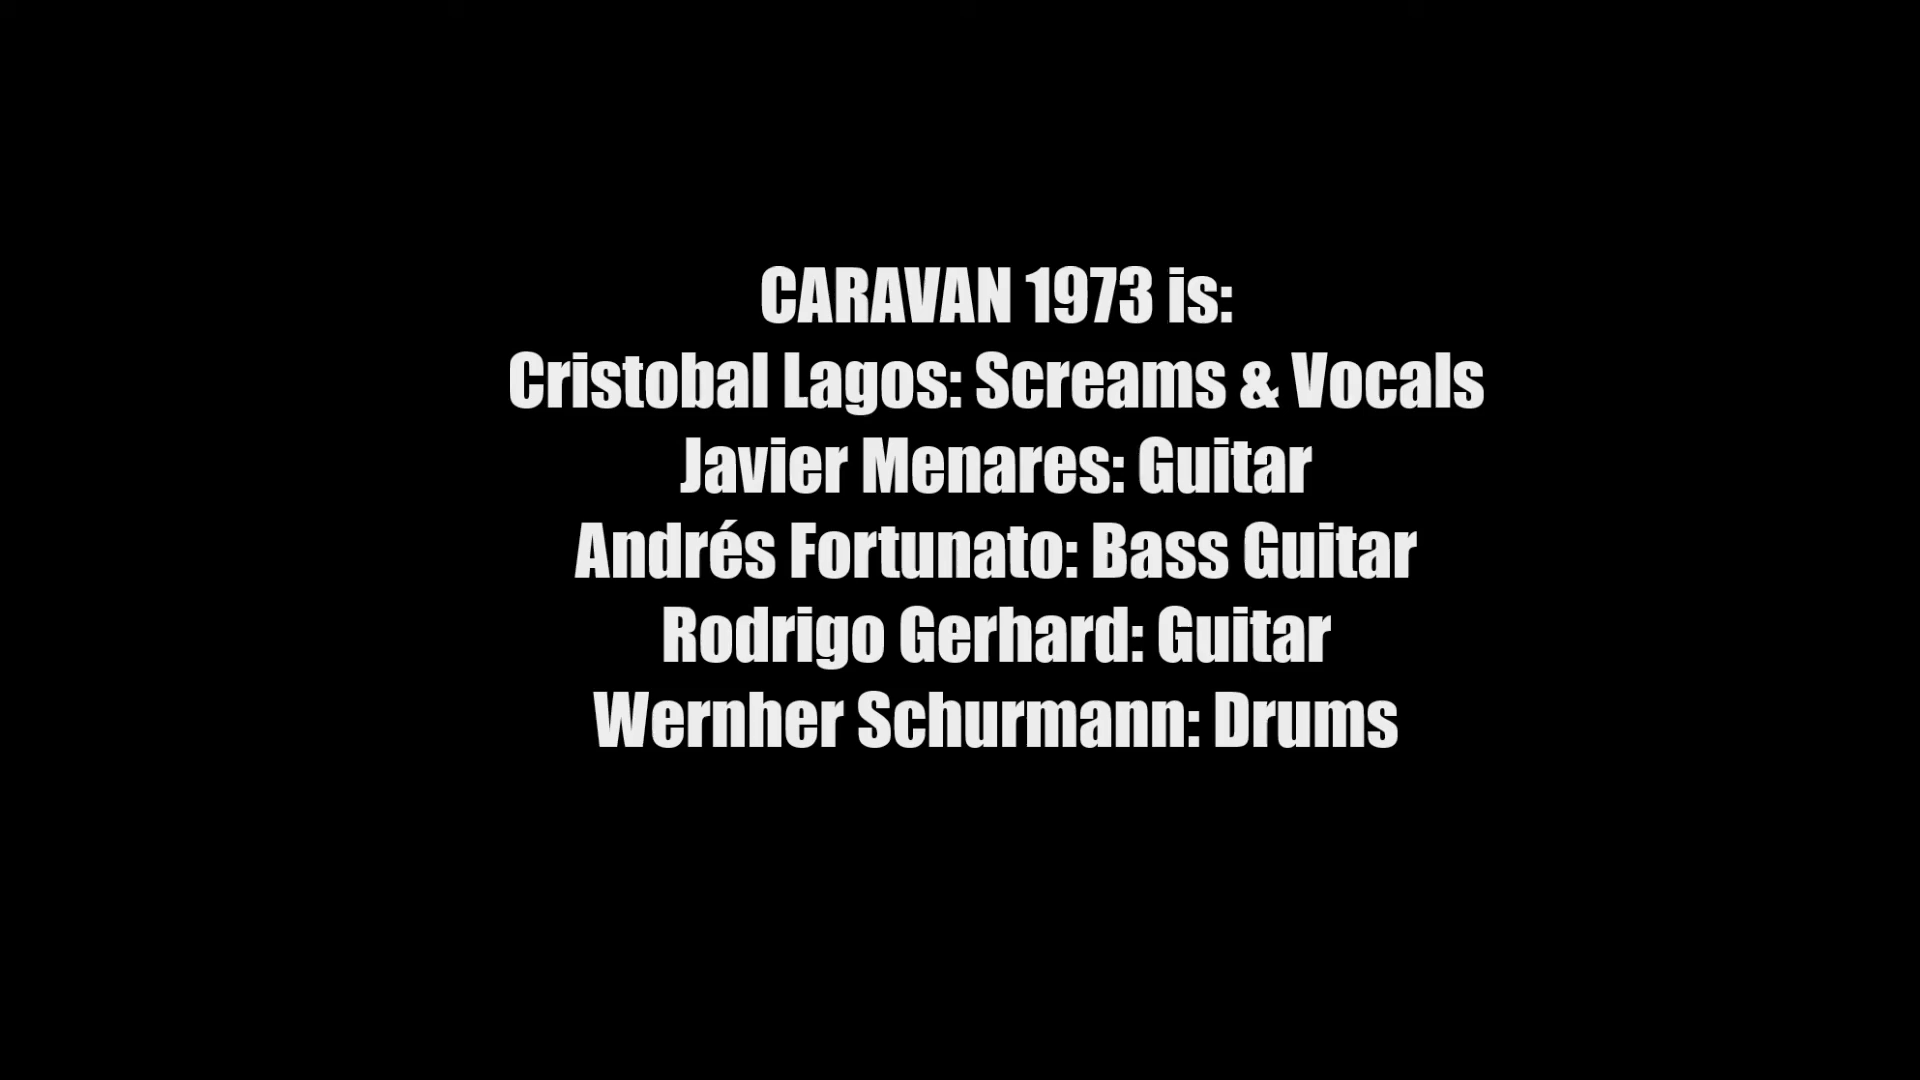 CARAVAN 1973 is:
Cristobal Lagos: Screams & Vocals
Javier Menares: Guitar
Andrés Fortunato: Bass Guitar
Rodrigo Gerhard: Guitar
Wernher Schurmann: Drums